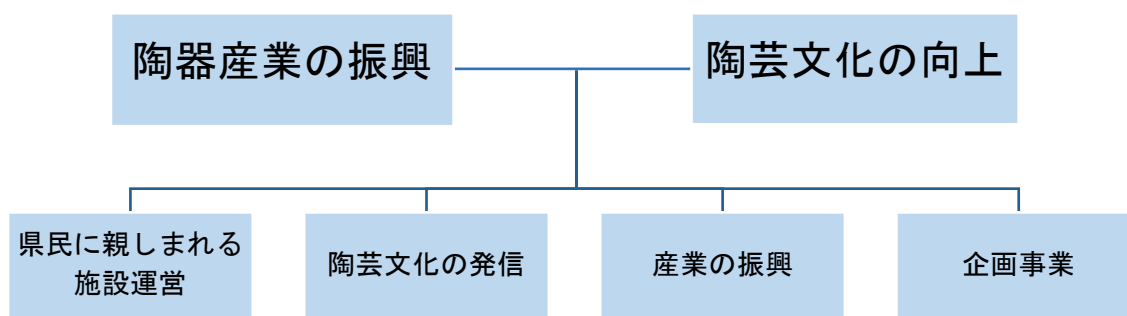 陶器産業の振興
陶芸文化の向上
県民に親しまれる
施設運営
陶芸文化の発信
産業の振興
企画事業